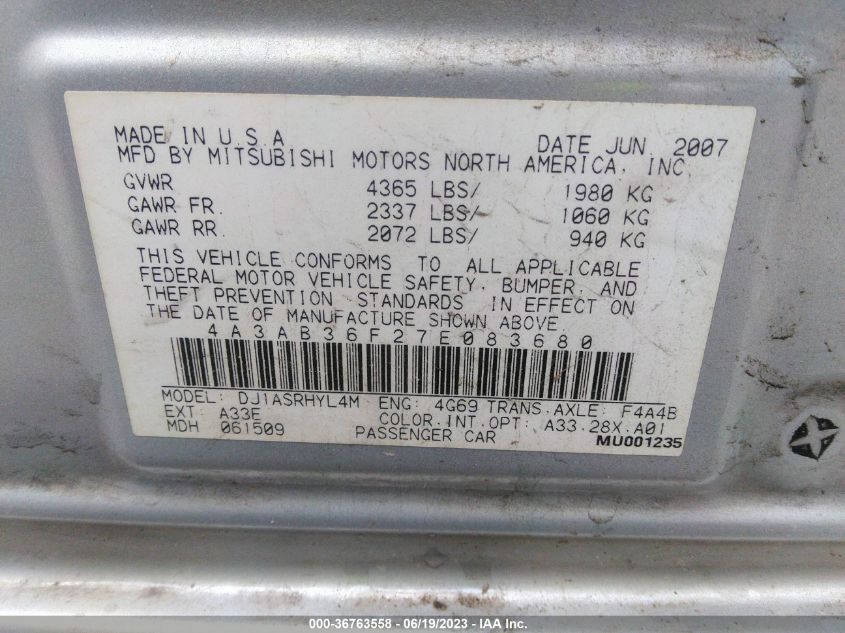 MADE IN U.S.A DATE JUN. 2007
MFD BY MITSUBISHI MOTORS NORTH AMERICA, INC.
GVWR 4365 LBS/ 1980 KG
GAWR FR. 2337 LBS/ 1060 KG
GAWR RR. 2072 LBS/ 940 KG
THIS VEHICLE CONFORMS TO ALL APPLICABLE
FEDERAL MOTOR VEHICLE SAFETY, BUMPER, AND
THEFT PREVENTION STANDARDS IN EFFECT ON
THE DATE OF MANUFACTURE SHOWN ABOVE.
4A3AB36F27E083680
MODEL: DJ1ASRHYL4M ENG: 4G69 TRANS.AXLE: F4A4B
EXT: A33E COLOR.INT.OPT: A33.28X.A01
MDH 061509 PASSENGER CAR MU001235
000-36763558 - 06/19/2023 - IAAI.com